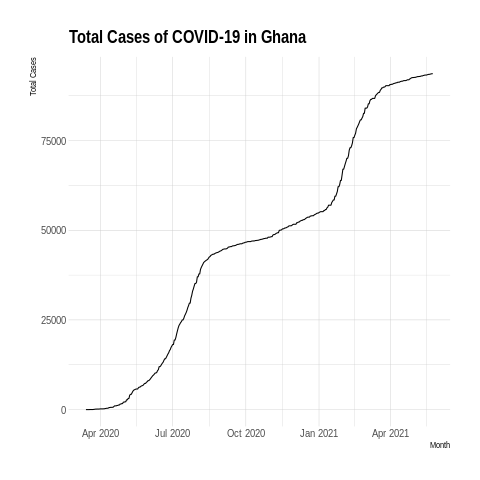 Total Cases of COVID-19 in Ghana
Total Cases
75000
50000
25000
0
Apr 2020 Jul 2020 Oct 2020 Jan 2021 Apr 2021
Month